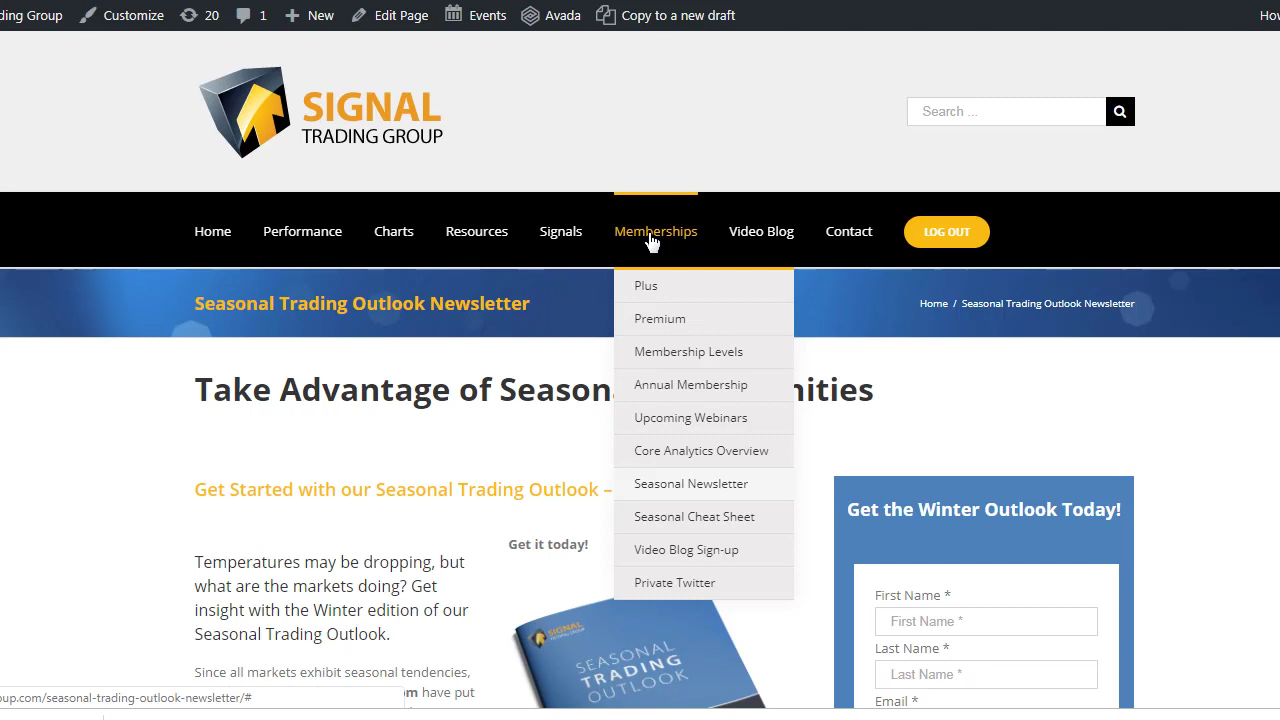 ding Group Customize 20 1 New Edit Page Events Avada Copy to a new draft How
SIGNAL
TRADING GROUP
Search ...
Home Performance Charts Resources Signals Memberships Video Blog Contact LOG OUT
Seasonal Trading Outlook Newsletter
Home / Seasonal Trading Outlook Newsletter
Plus
Premium
Membership Levels
Annual Membership
Upcoming Webinars
Core Analytics Overview
Seasonal Newsletter
Seasonal Cheat Sheet
Video Blog Sign-up
Private Twitter
Take Advantage of Season nities
Get Started with our Seasonal Trading Outlook –
Get it today!
Temperatures may be dropping, but
what are the markets doing? Get
insight with the Winter edition of our
Seasonal Trading Outlook.
Since all markets exhibit seasonal tendencies,
om have put
SIGNAL
TRADING GROUP
SEASONAL
TRADING
OUTLOOK
Get the Winter Outlook Today!
First Name *
First Name *
Last Name *
Last Name *
Email *
oup.com/seasonal-trading-outlook-newsletter/#